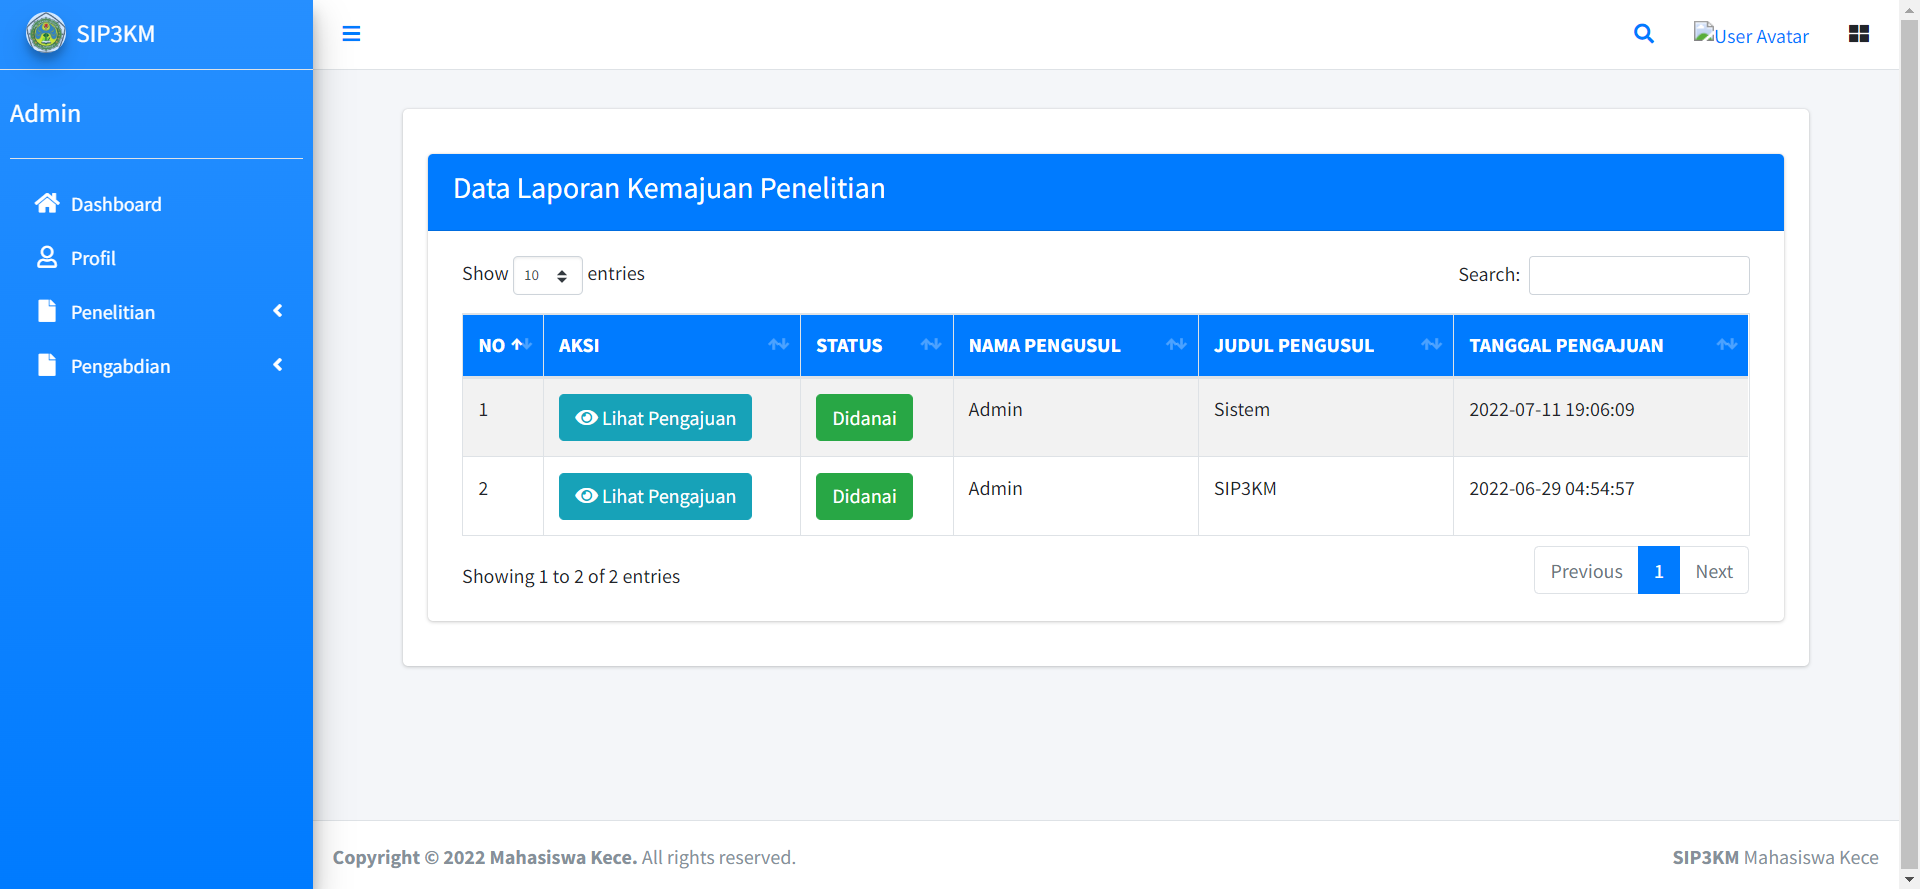 SIP3KM
User Avatar
Admin
Dashboard
Profil
Penelitian
Pengabdian
Data Laporan Kemajuan Penelitian
Show 10 entries
Search:
NO AKSI STATUS NAMA PENGUSUL JUDUL PENGUSUL TANGGAL PENGAJUAN
1 Lihat Pengajuan Didanai Admin Sistem 2022-07-11 19:06:09
2 Lihat Pengajuan Didanai Admin SIP3KM 2022-06-29 04:54:57
Showing 1 to 2 of 2 entries
Previous 1 Next
Copyright © 2022 Mahasiswa Kece. All rights reserved.
SIP3KM Mahasiswa Kece